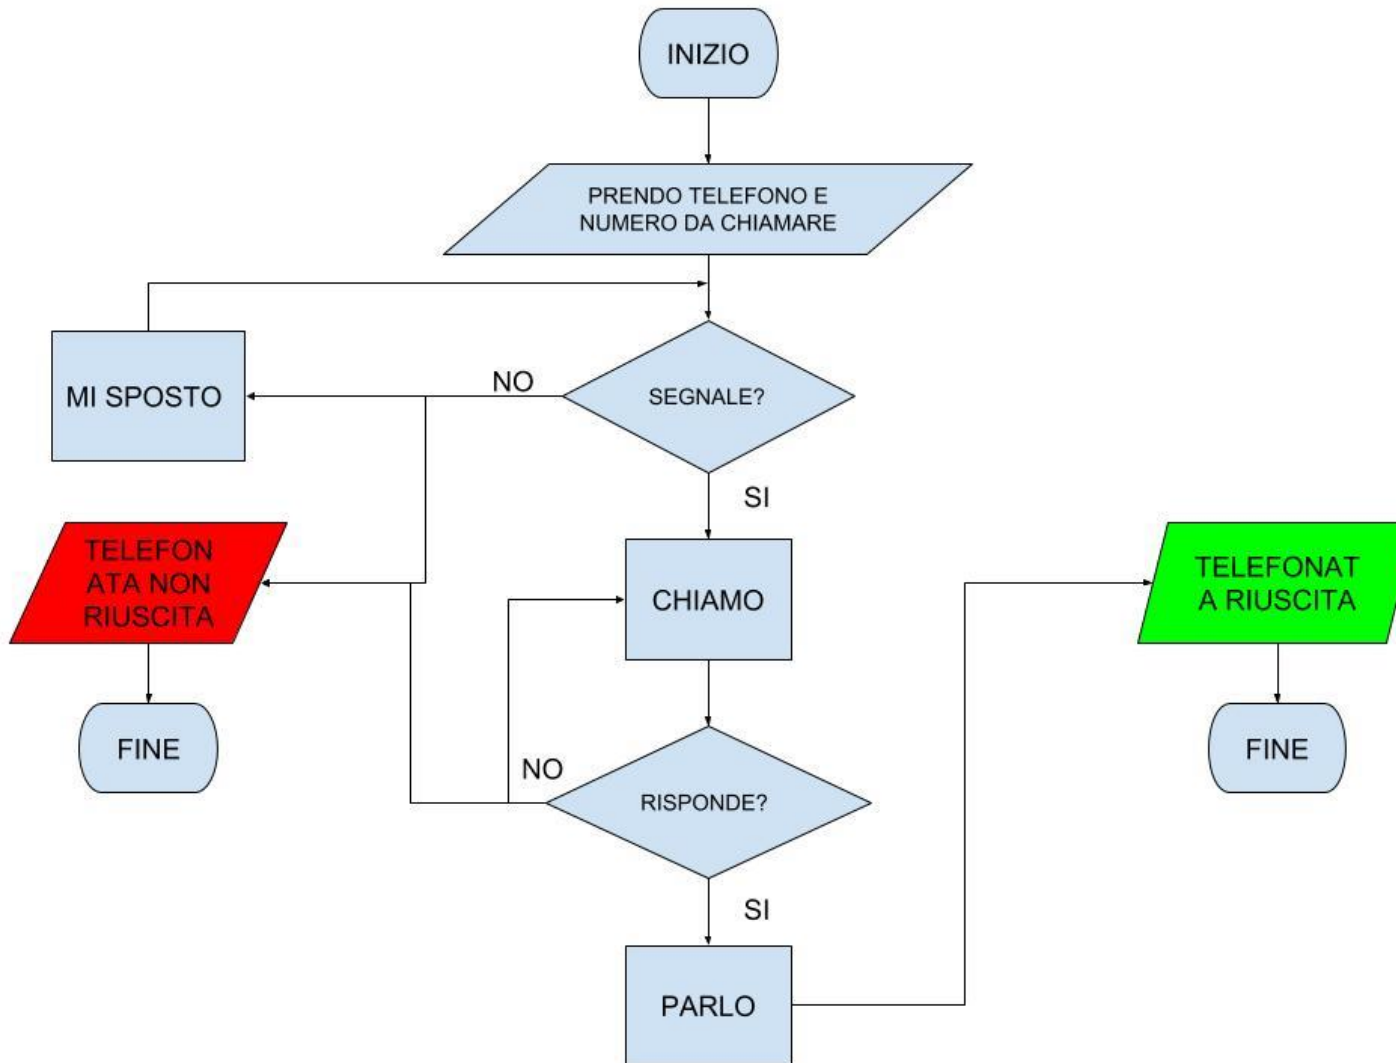 INIZIO
PRENDO TELEFONO E
NUMERO DA CHIAMARE
NO
SEGNALE?
MI SPOSTO
SI
TELEFON
ATA NON
RIUSCITA
CHIAMO
TELEFONAT
A RIUSCITA
FINE
NO
RISPONDE?
FINE
SI
PARLO